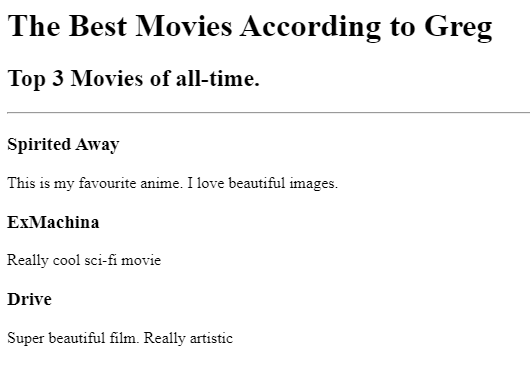 The Best Movies According to Greg
Top 3 Movies of all-time.
Spirited Away
This is my favourite anime. I love beautiful images.
ExMachina
Really cool sci-fi movie
Drive
Super beautiful film. Really artistic